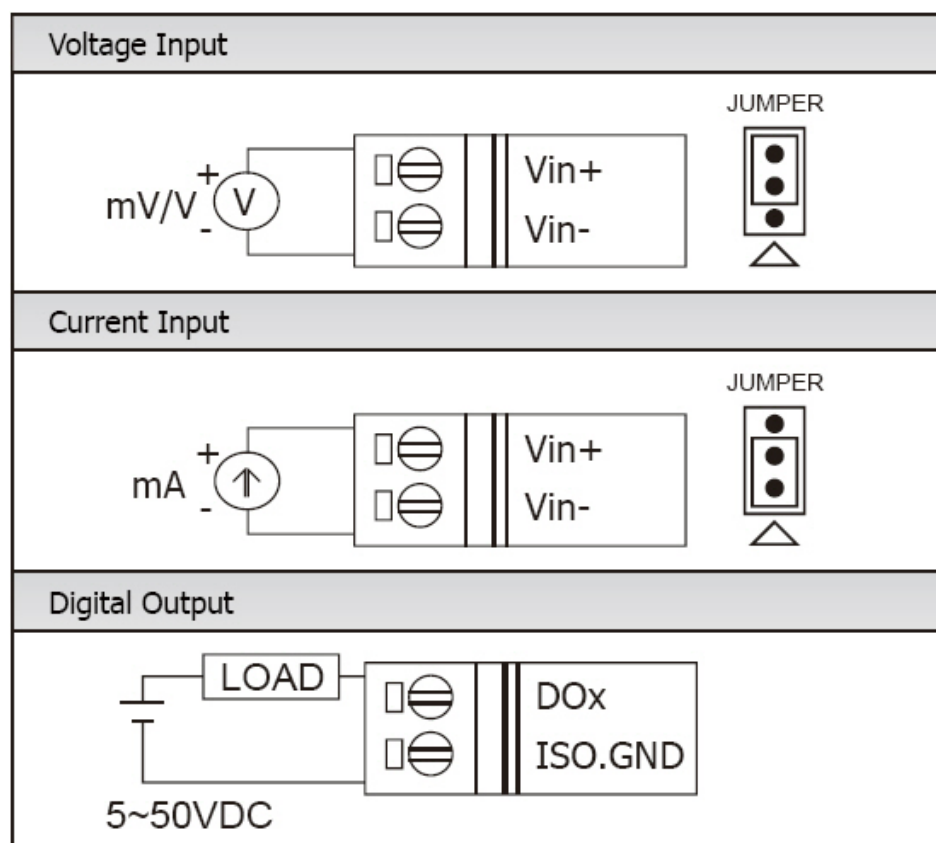 Voltage Input
JUMPER
+
mV/V
V
-
Vin+
Vin-
Current Input
JUMPER
+
mA
-
Vin+
Vin-
Digital Output
LOAD
DOx
ISO.GND
5~50VDC